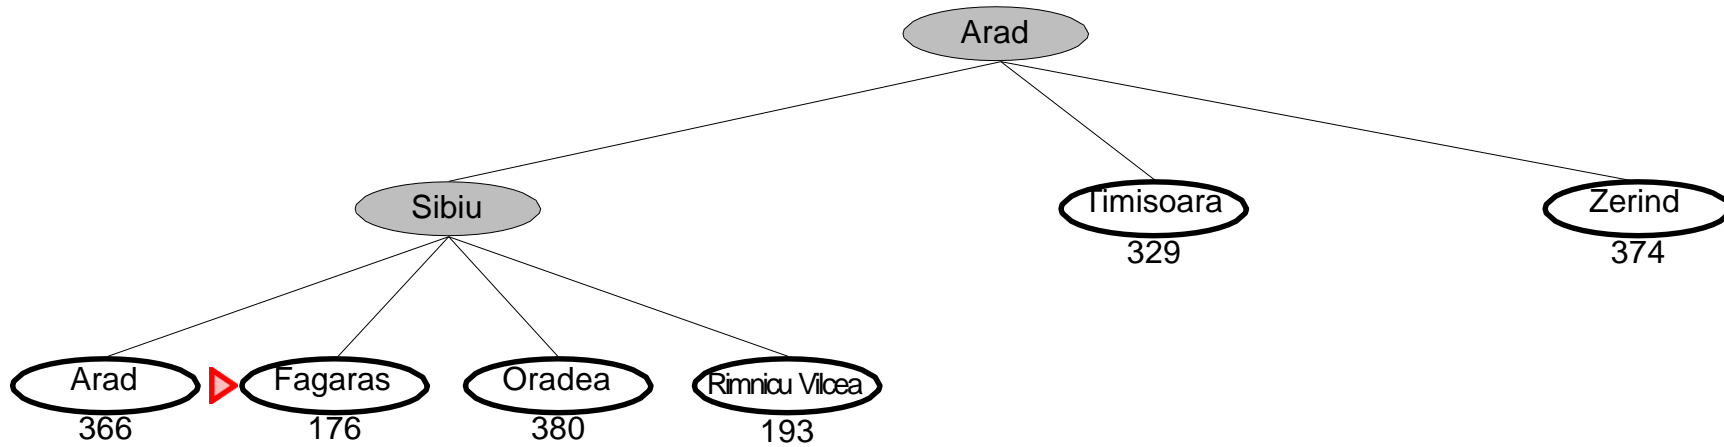 Arad
Sibiu
Timisoara
Zerind
329
374
Arad
Fagaras
Oradea
Rimnicu Vilcea
366
176
380
193